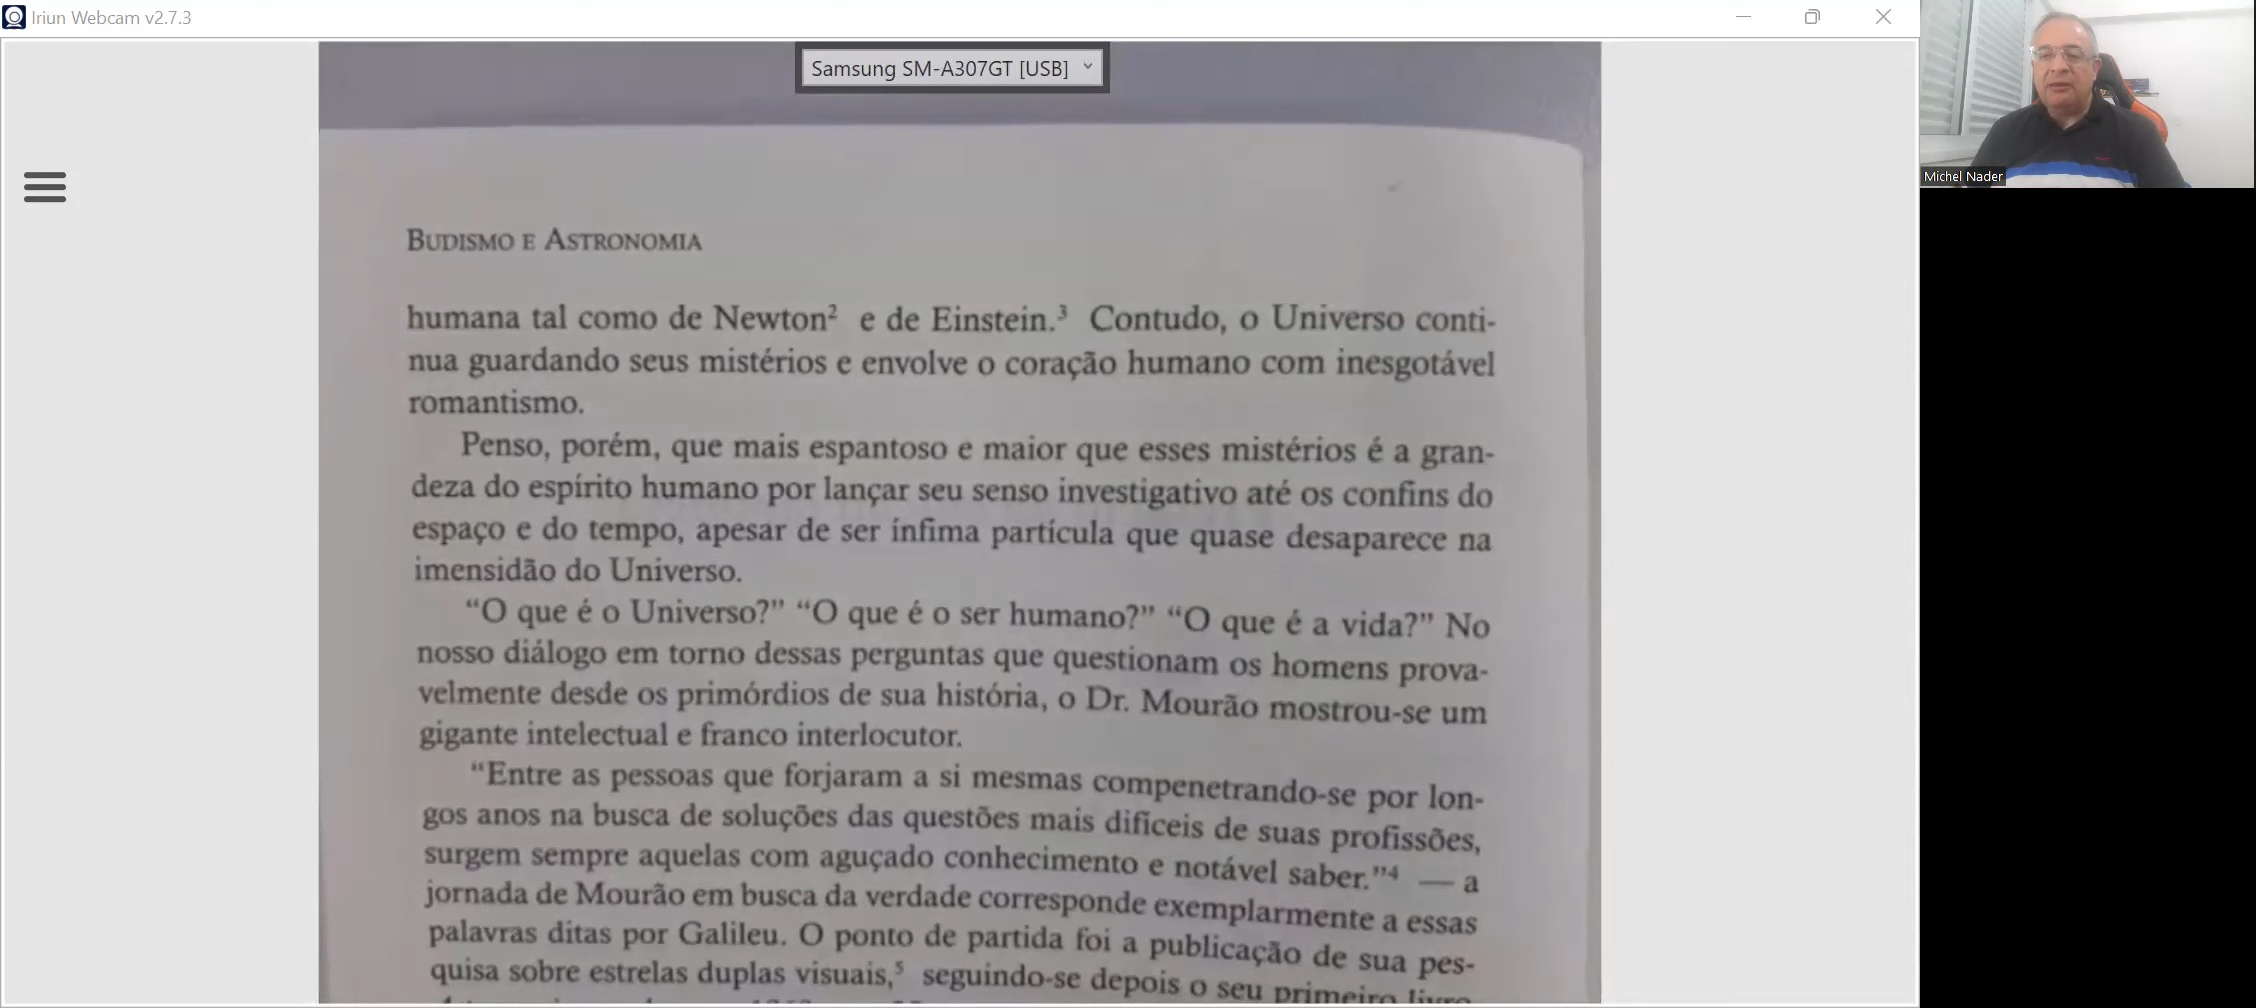 Iriun Webcam v2.7.3
Samsung SM-A307GT [USB]
Michel Nader
BUDISMO E ASTRONOMIA
humana tal como de Newton² e de Einstein.³ Contudo, o Universo conti-
nua guardando seus mistérios e envolve o coração humano com inesgotável
romantismo.
Penso, porém, que mais espantoso e maior que esses mistérios é a gran-
deza do espírito humano por lançar seu senso investigativo até os confins do
espaço e do tempo, apesar de ser ínfima partícula que quase desaparece na
imensidão do Universo.
“O que é o Universo?” “O que é o ser humano?” “O que é a vida?” No
nosso diálogo em torno dessas perguntas que questionam os homens prova-
velmente desde os primórdios de sua história, o Dr. Mourão mostrou-se um
gigante intelectual e franco interlocutor.
“Entre as pessoas que forjaram a si mesmas compenetrando-se por lon-
gos anos na busca de soluções das questões mais difíceis de suas profissões,
surgem sempre aquelas com aguçado conhecimento e notável saber.”⁴ — a
jornada de Mourão em busca da verdade corresponde exemplarmente a essas
palavras ditas por Galileu. O ponto de partida foi a publicação de sua pes-
quisa sobre estrelas duplas visuais,⁵ seguindo-se depois o seu primeiro livro